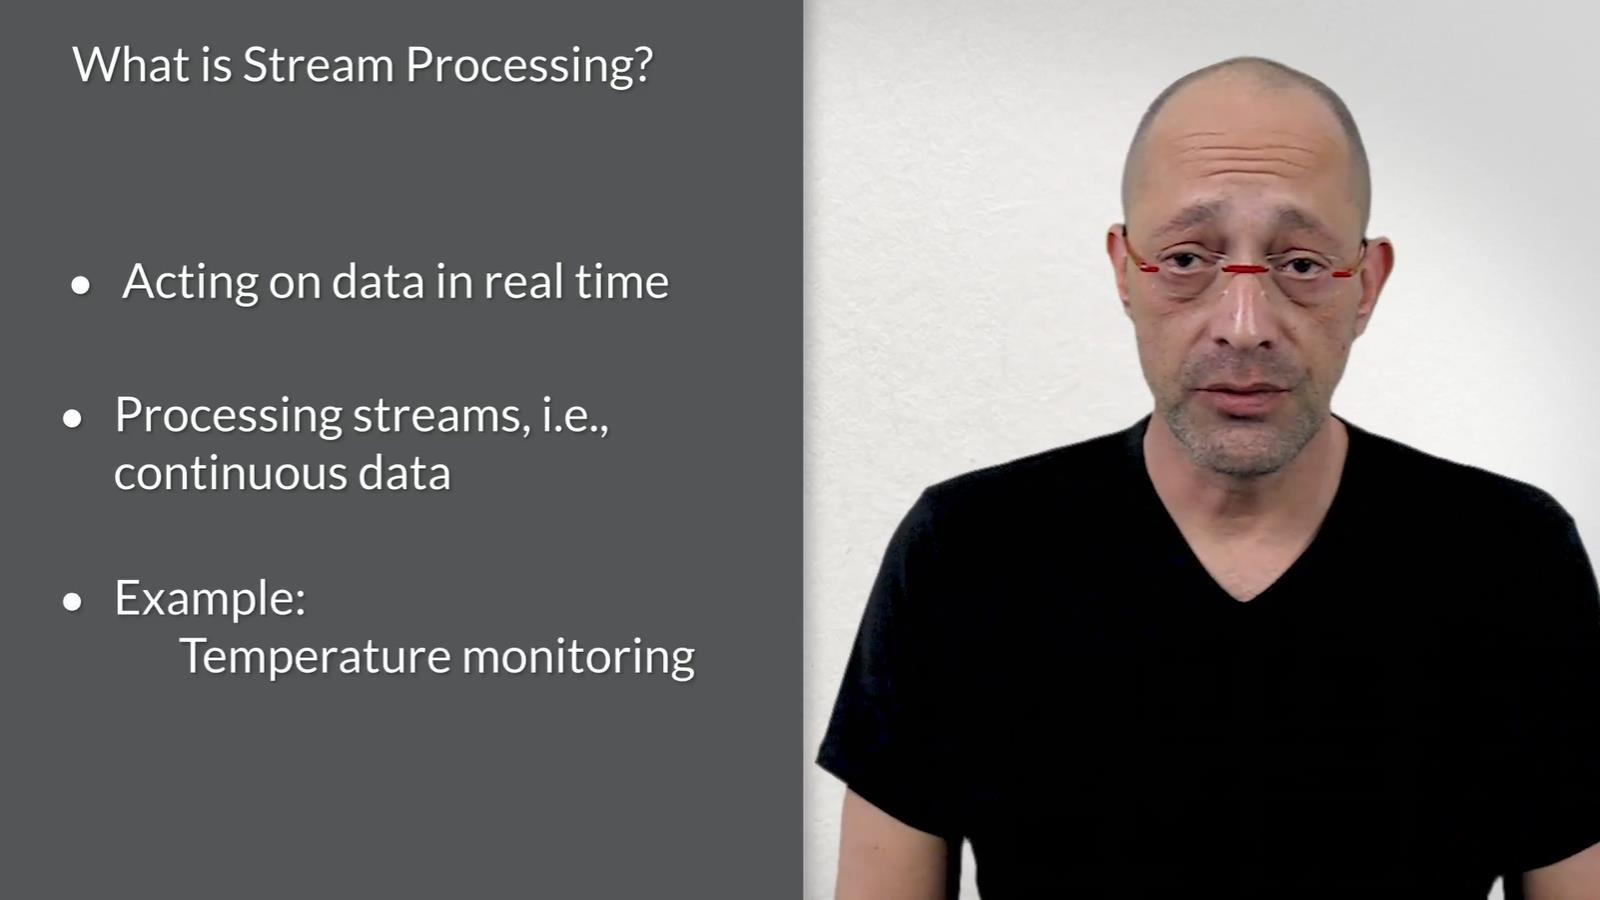 What is Stream Processing?
• Acting on data in real time
• Processing streams, i.e.,
continuous data
• Example:
Temperature monitoring